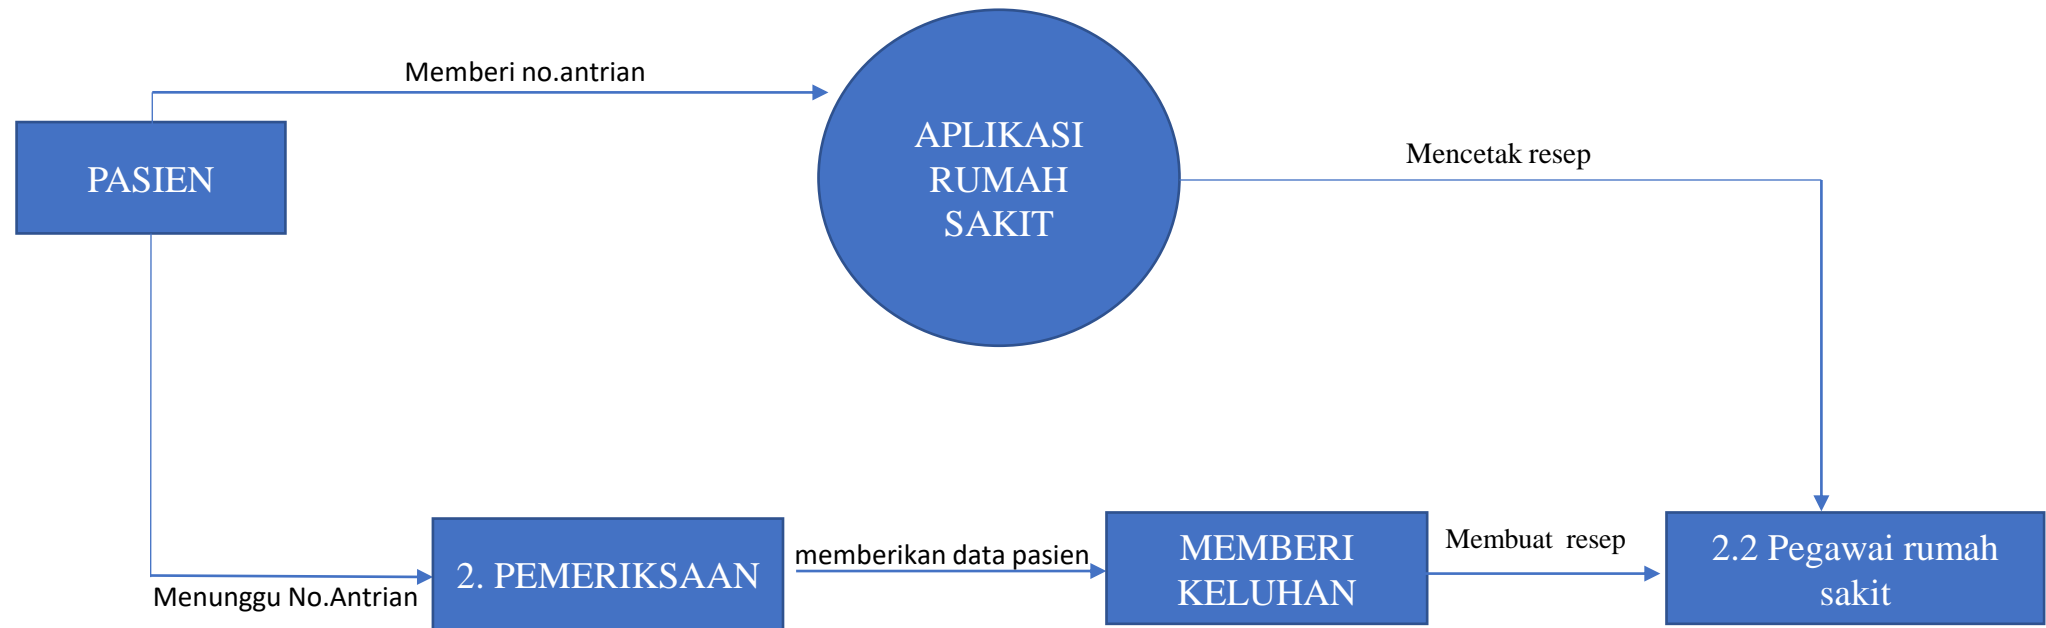 Memberi no.antrian
PASIEN
APLIKASI
RUMAH
SAKIT
Mencetak resep
Menunggu No.Antrian
2. PEMERIKSAAN
memberikan data pasien
MEMBERI
KELUHAN
Membuat  resep
2.2 Pegawai rumah
sakit